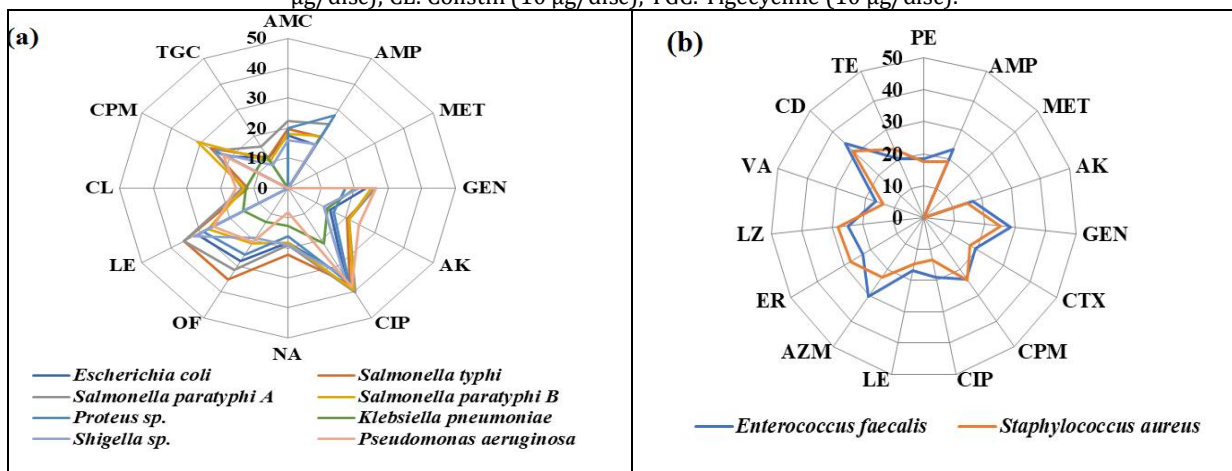 µg/disc), CL: Colistin (10 µg/disc), TGC: Tigecycline (10 µg/disc).
(a)
AMC
50
TGC
AMP
40
CPM
30
MET
20
10
CL
0
GEN
LE
AK
OF
CIP
NA
Escherichia coli
Salmonella typhi
Salmonella paratyphi A
Salmonella paratyphi B
Proteus sp.
Klebsiella pneumoniae
Shigella sp.
Pseudomonas aeruginosa
(b)
PE
50
TE
AMP
40
CD
MET
30
20
VA
AK
10
0
LZ
GEN
ER
CTX
AZM
CPM
LE
CIP
Enterococcus faecalis
Staphylococcus aureus